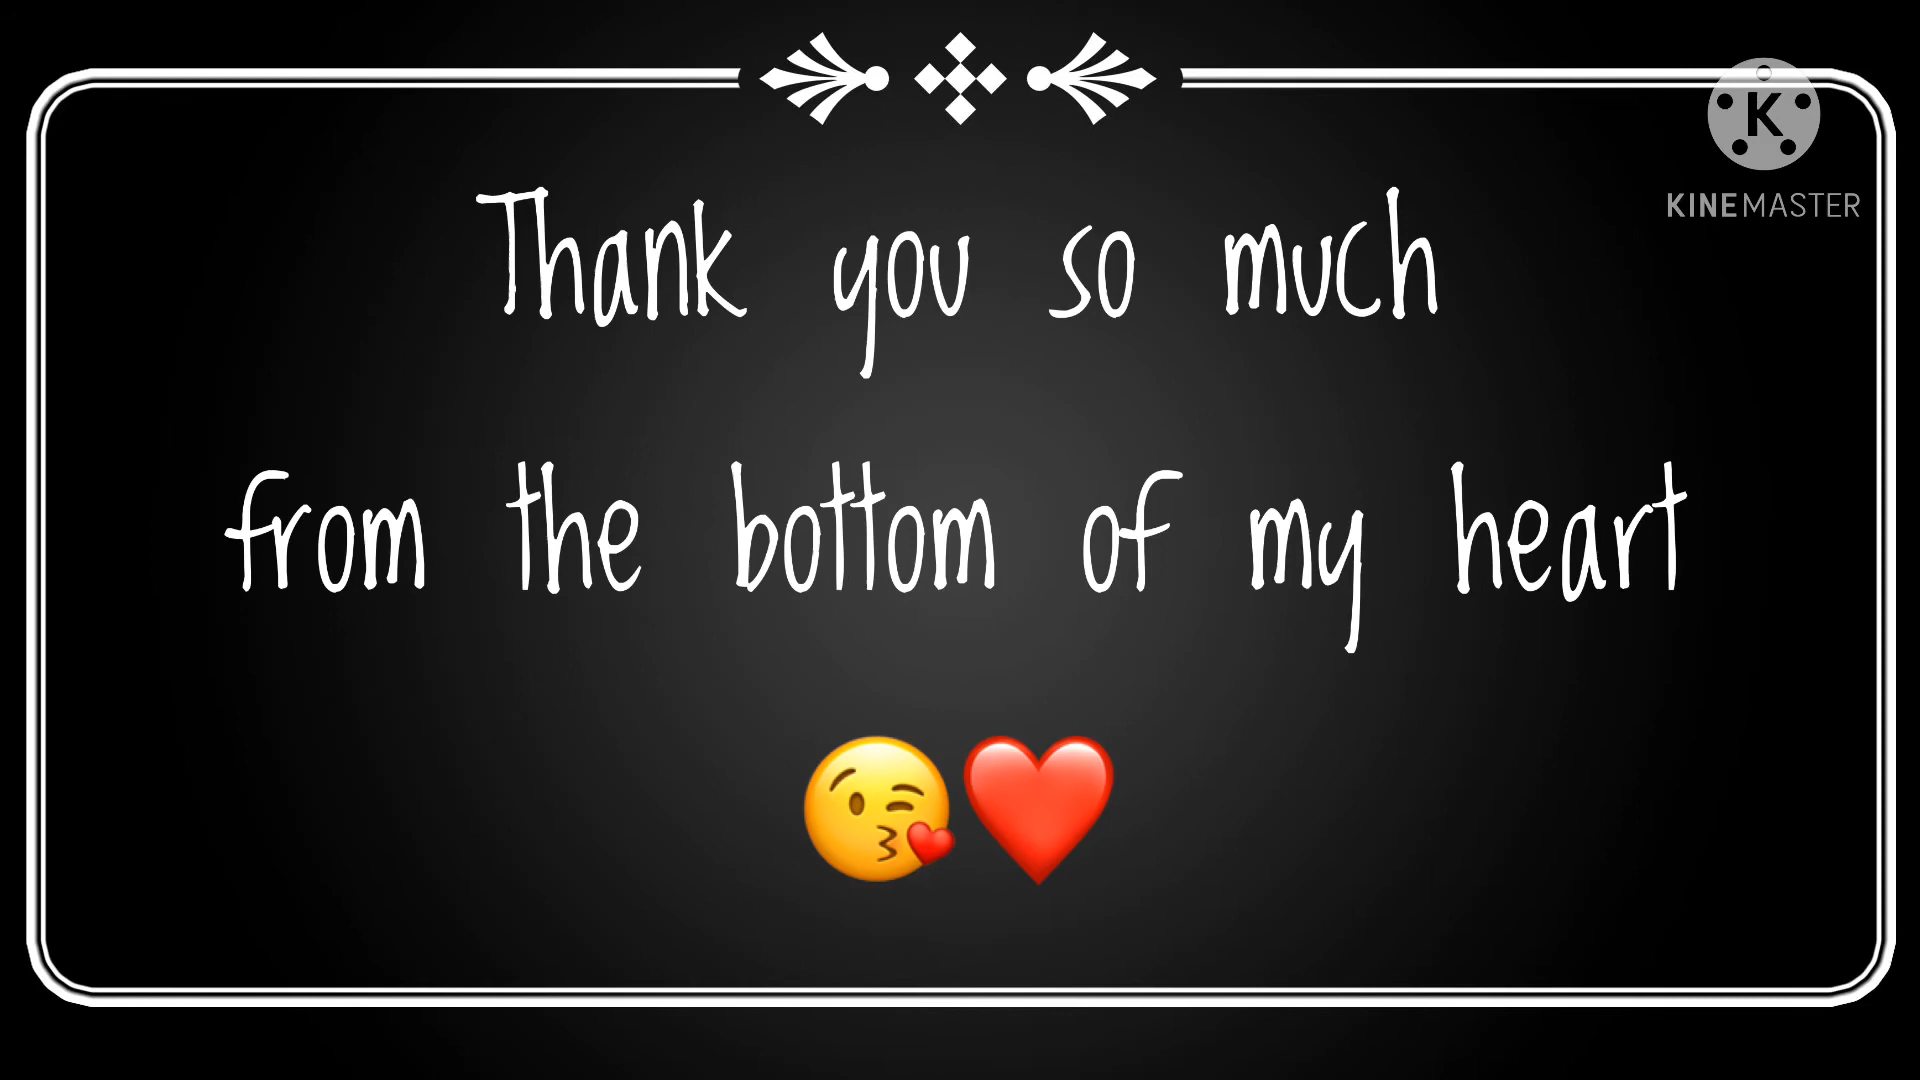 K
KINEMASTER
Thank you so much
from the bottom of my heart
😘❤️